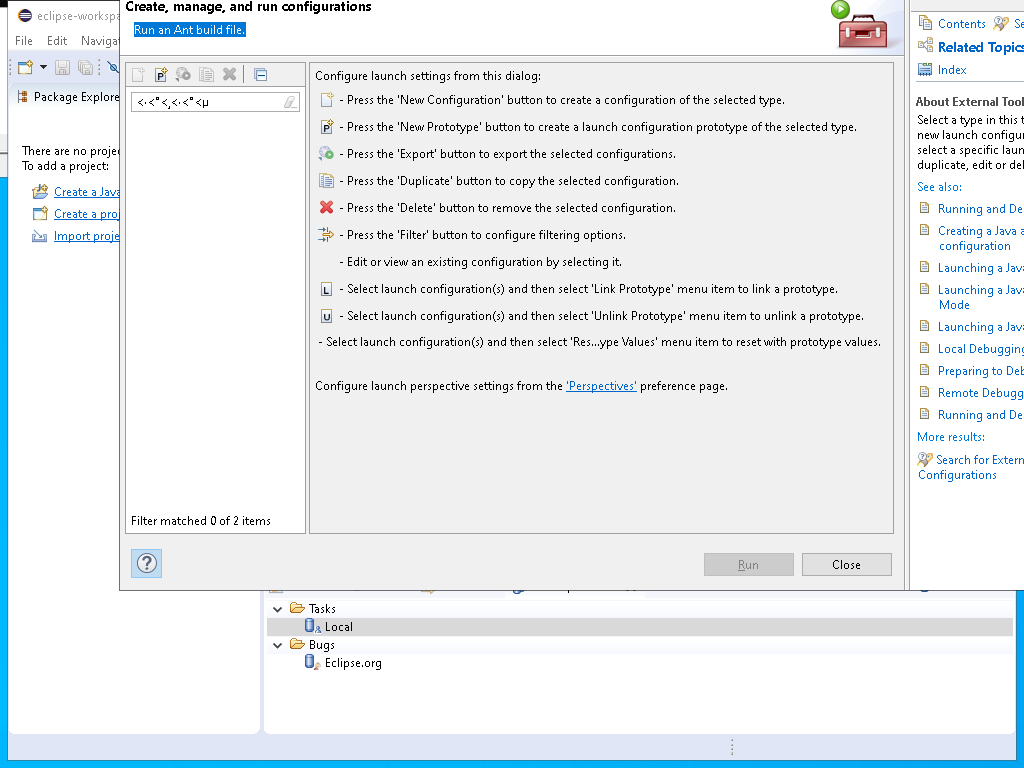 eclipse-workspa
Create, manage, and run configurations
Run an Ant build file.
File Edit Navigat
Package Explore
There are no projec
To add a project:
Create a Java
Create a proj
Import proje
<·<°<,<·<°<µ
Filter matched 0 of 2 items
Configure launch settings from this dialog:
- Press the 'New Configuration' button to create a configuration of the selected type.
- Press the 'New Prototype' button to create a launch configuration prototype of the selected type.
- Press the 'Export' button to export the selected configurations.
- Press the 'Duplicate' button to copy the selected configuration.
- Press the 'Delete' button to remove the selected configuration.
- Press the 'Filter' button to configure filtering options.
- Edit or view an existing configuration by selecting it.
L - Select launch configuration(s) and then select 'Link Prototype' menu item to link a prototype.
U - Select launch configuration(s) and then select 'Unlink Prototype' menu item to unlink a prototype.
- Select launch configuration(s) and then select 'Res...ype Values' menu item to reset with prototype values.
Configure launch perspective settings from the 'Perspectives' preference page.
Run Close
Contents Se
Related Topics
Index
About External Tool
Select a type in this t
new launch configur
select a specific laun
duplicate, edit or del
See also:
Running and De
Creating a Java a
configuration
Launching a Java
Launching a Java
Mode
Launching a Java
Local Debugging
Preparing to Deb
Remote Debugg
Running and De
More results:
Search for Extern
Configurations
Tasks
Local
Bugs
Eclipse.org